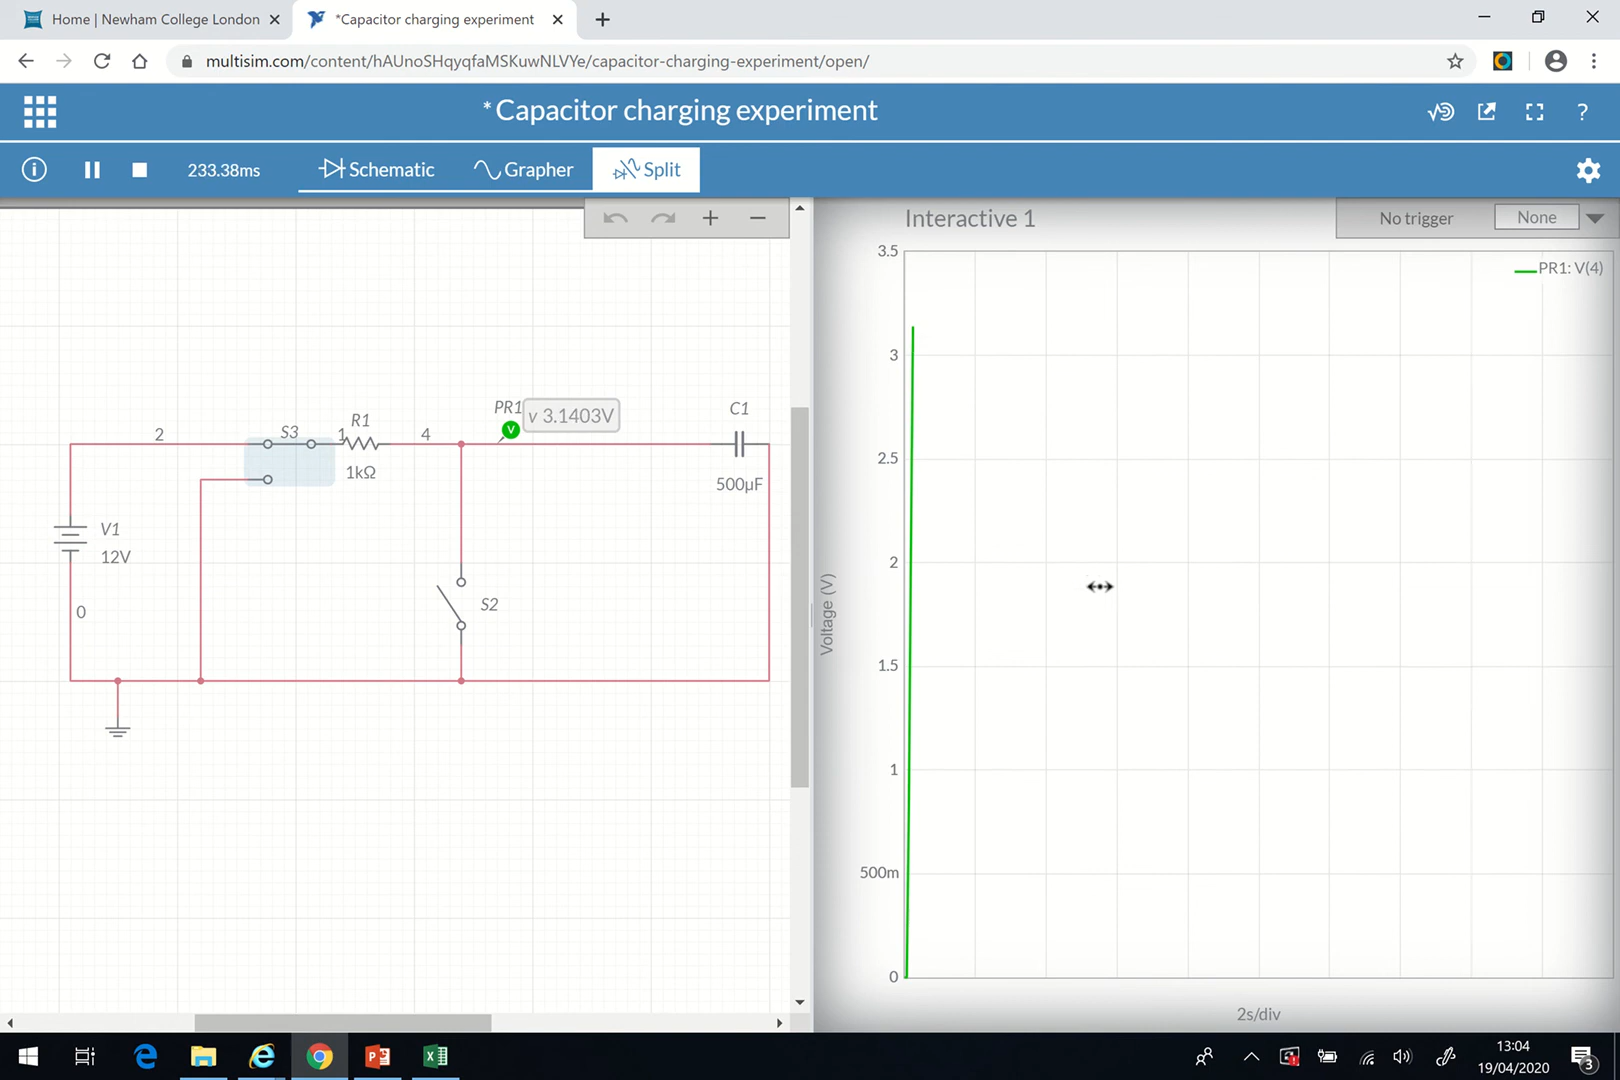 Home | Newham College London
*Capacitor charging experiment
multisim.com/content/hAUnoSHqyqfaMSKuwNLVYe/capacitor-charging-experiment/open/
* Capacitor charging experiment
?
i
233.38ms
Schematic
Grapher
Split
Interactive 1
No trigger
None
3.5
PR1: V(4)
3
2.5
2
1.5
1
500m
0
Voltage (V)
2s/div
2
S3
1
R1
1kΩ
4
PR1
V
v 3.1403V
C1
500µF
V1
12V
0
S2
13:04
19/04/2020
3